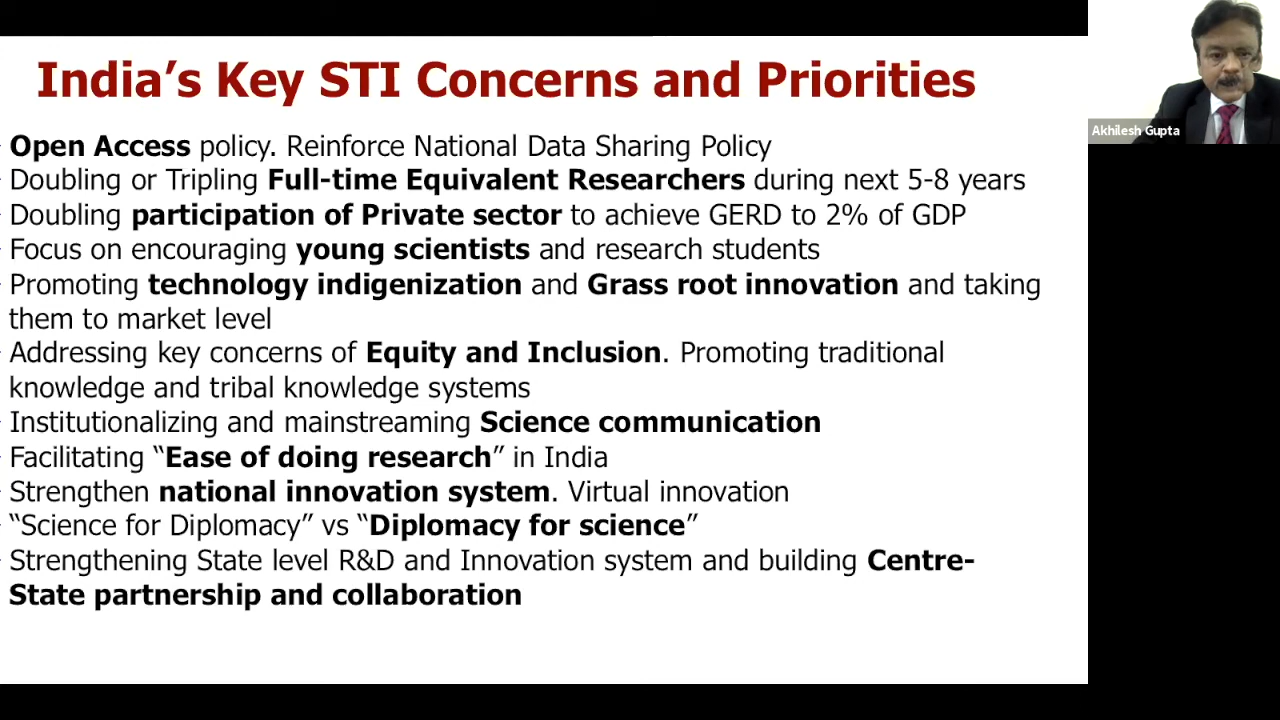 India’s Key STI Concerns and Priorities
Akhilesh Gupta
Open Access policy. Reinforce National Data Sharing Policy
Doubling or Tripling Full-time Equivalent Researchers during next 5-8 years
Doubling participation of Private sector to achieve GERD to 2% of GDP
Focus on encouraging young scientists and research students
Promoting technology indigenization and Grass root innovation and taking
them to market level
Addressing key concerns of Equity and Inclusion. Promoting traditional
knowledge and tribal knowledge systems
Institutionalizing and mainstreaming Science communication
Facilitating “Ease of doing research” in India
Strengthen national innovation system. Virtual innovation
“Science for Diplomacy” vs “Diplomacy for science”
Strengthening State level R&D and Innovation system and building Centre-
State partnership and collaboration